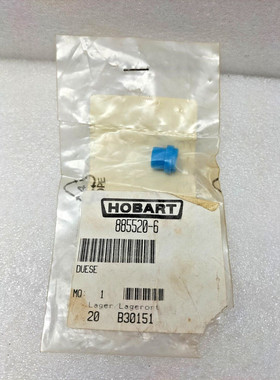 HOBART
885520-6
DUESE
MO: 1
Lager/Lagerort
20 B30151